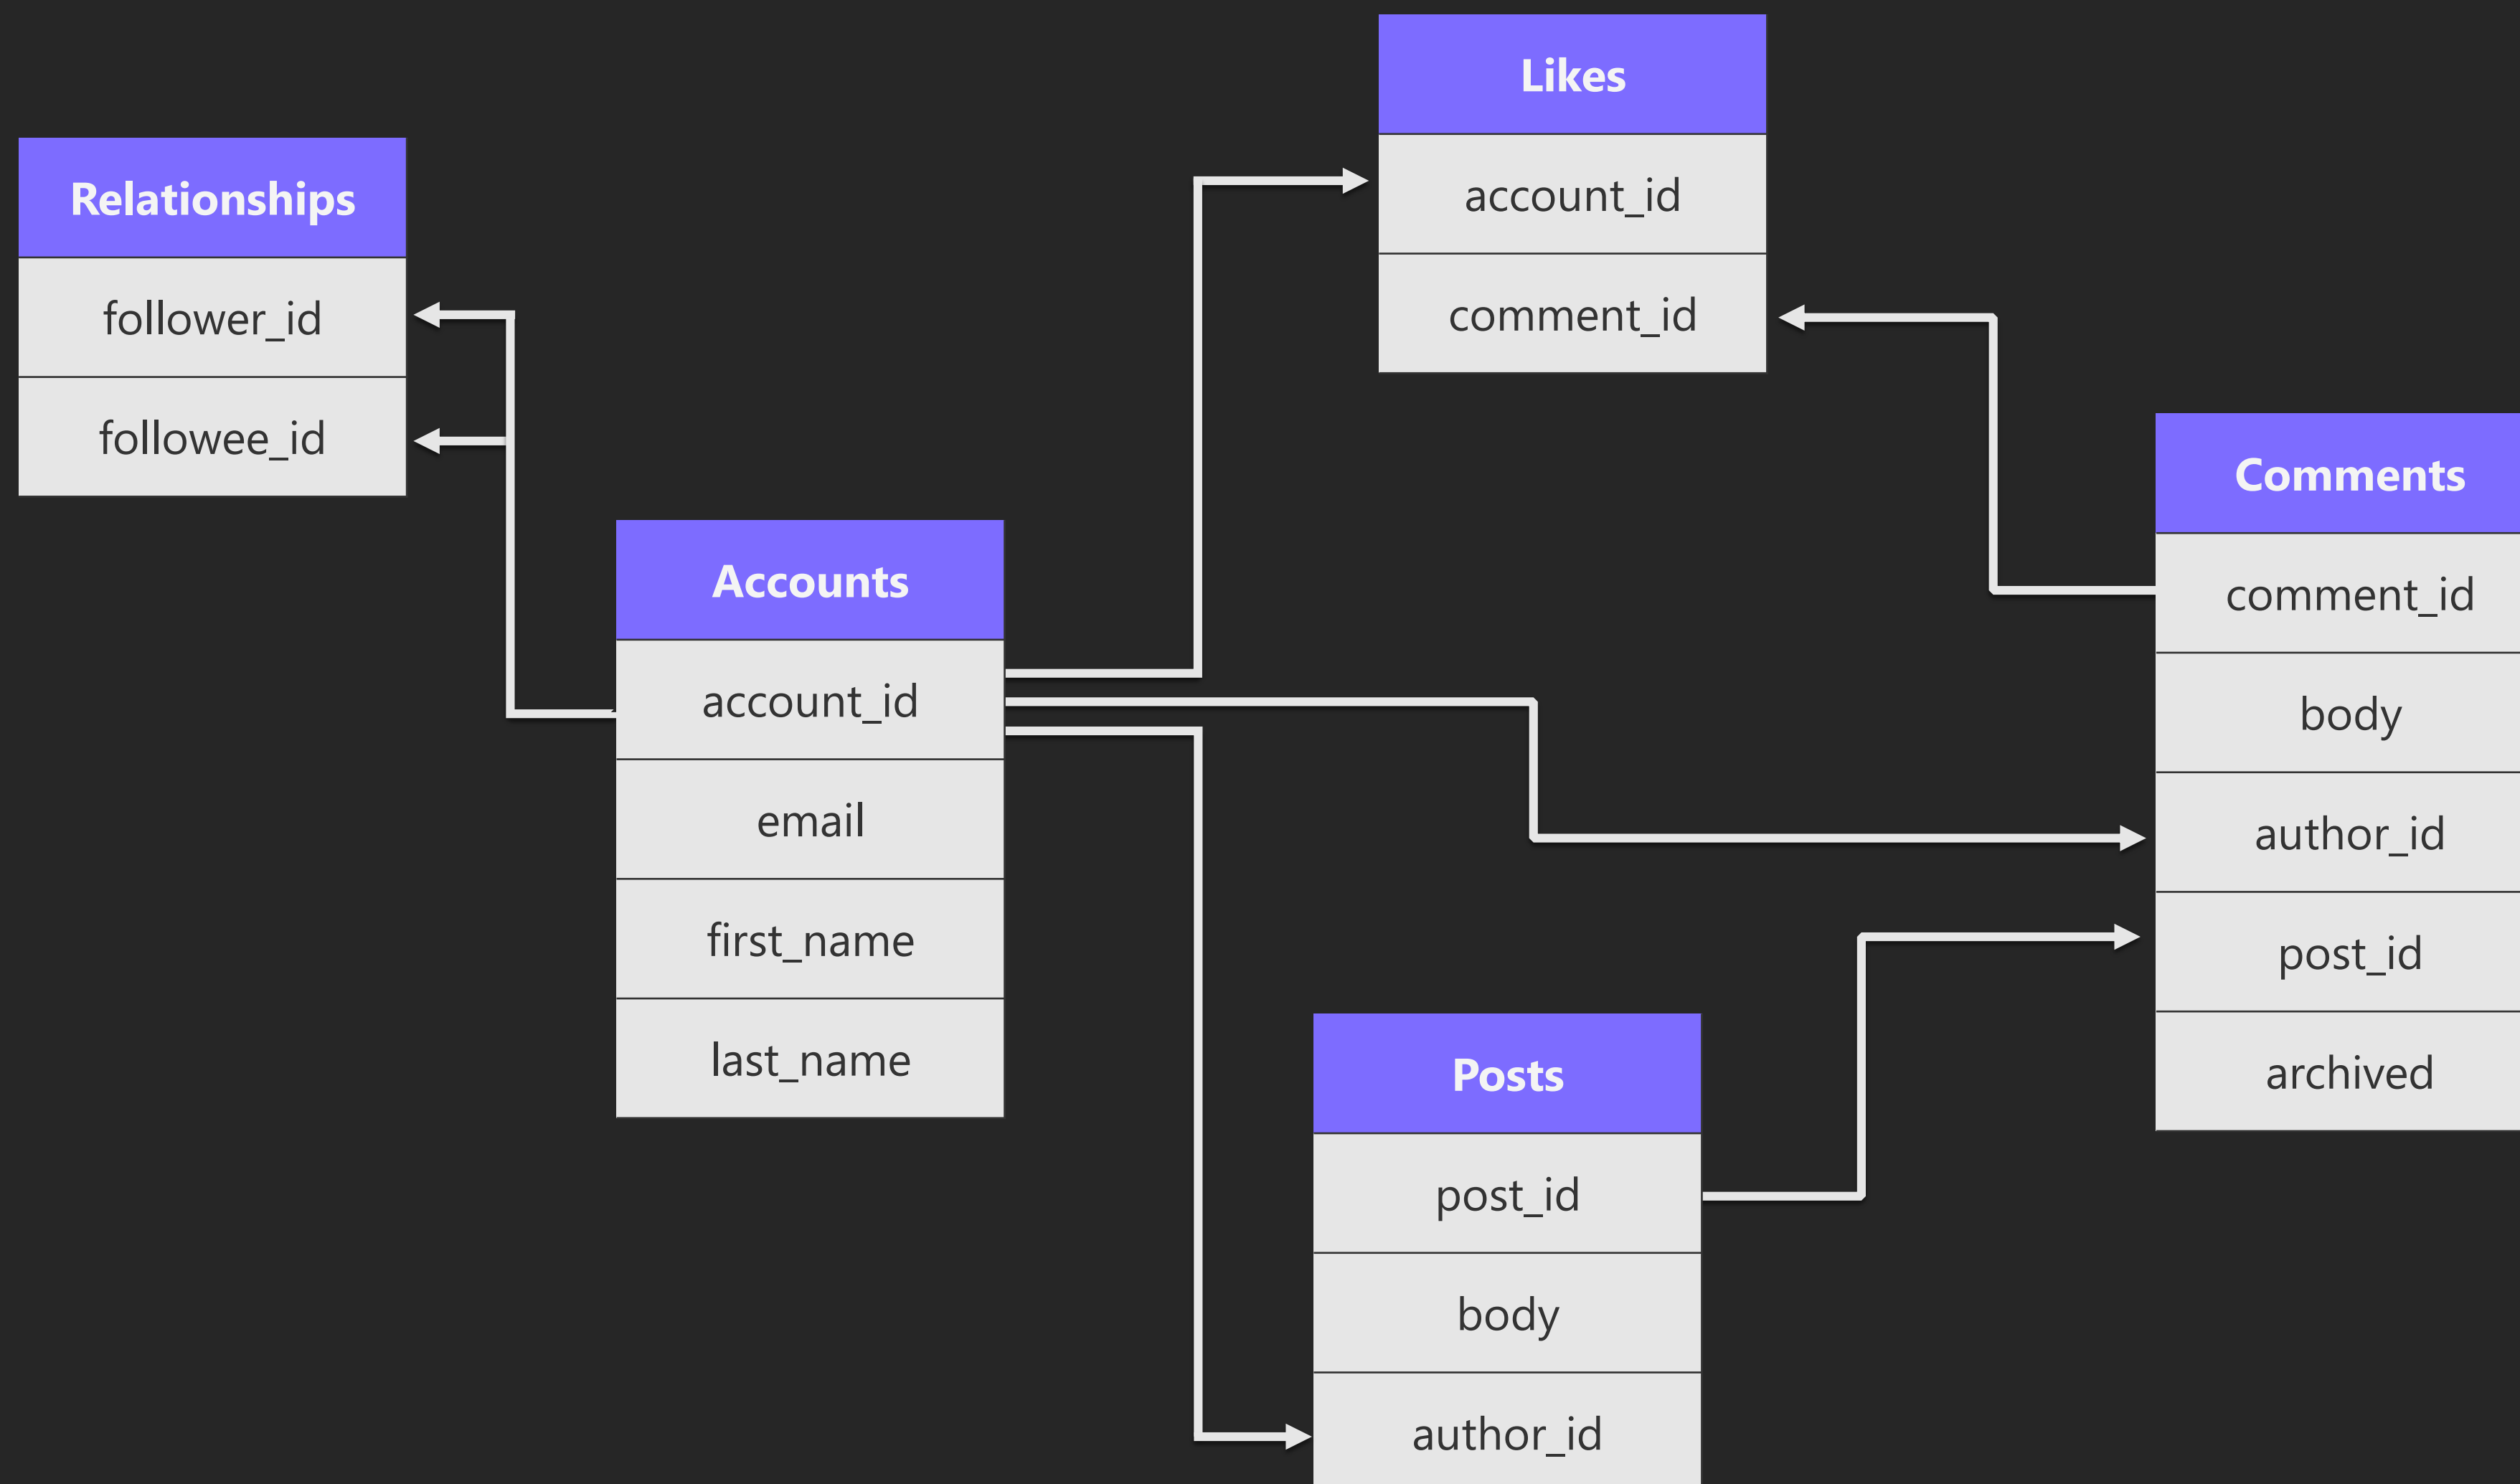 Likes
account_id
comment_id
Relationships
follower_id
followee_id
Accounts
account_id
email
first_name
last_name
Comments
comment_id
body
author_id
post_id
archived
Posts
post_id
body
author_id